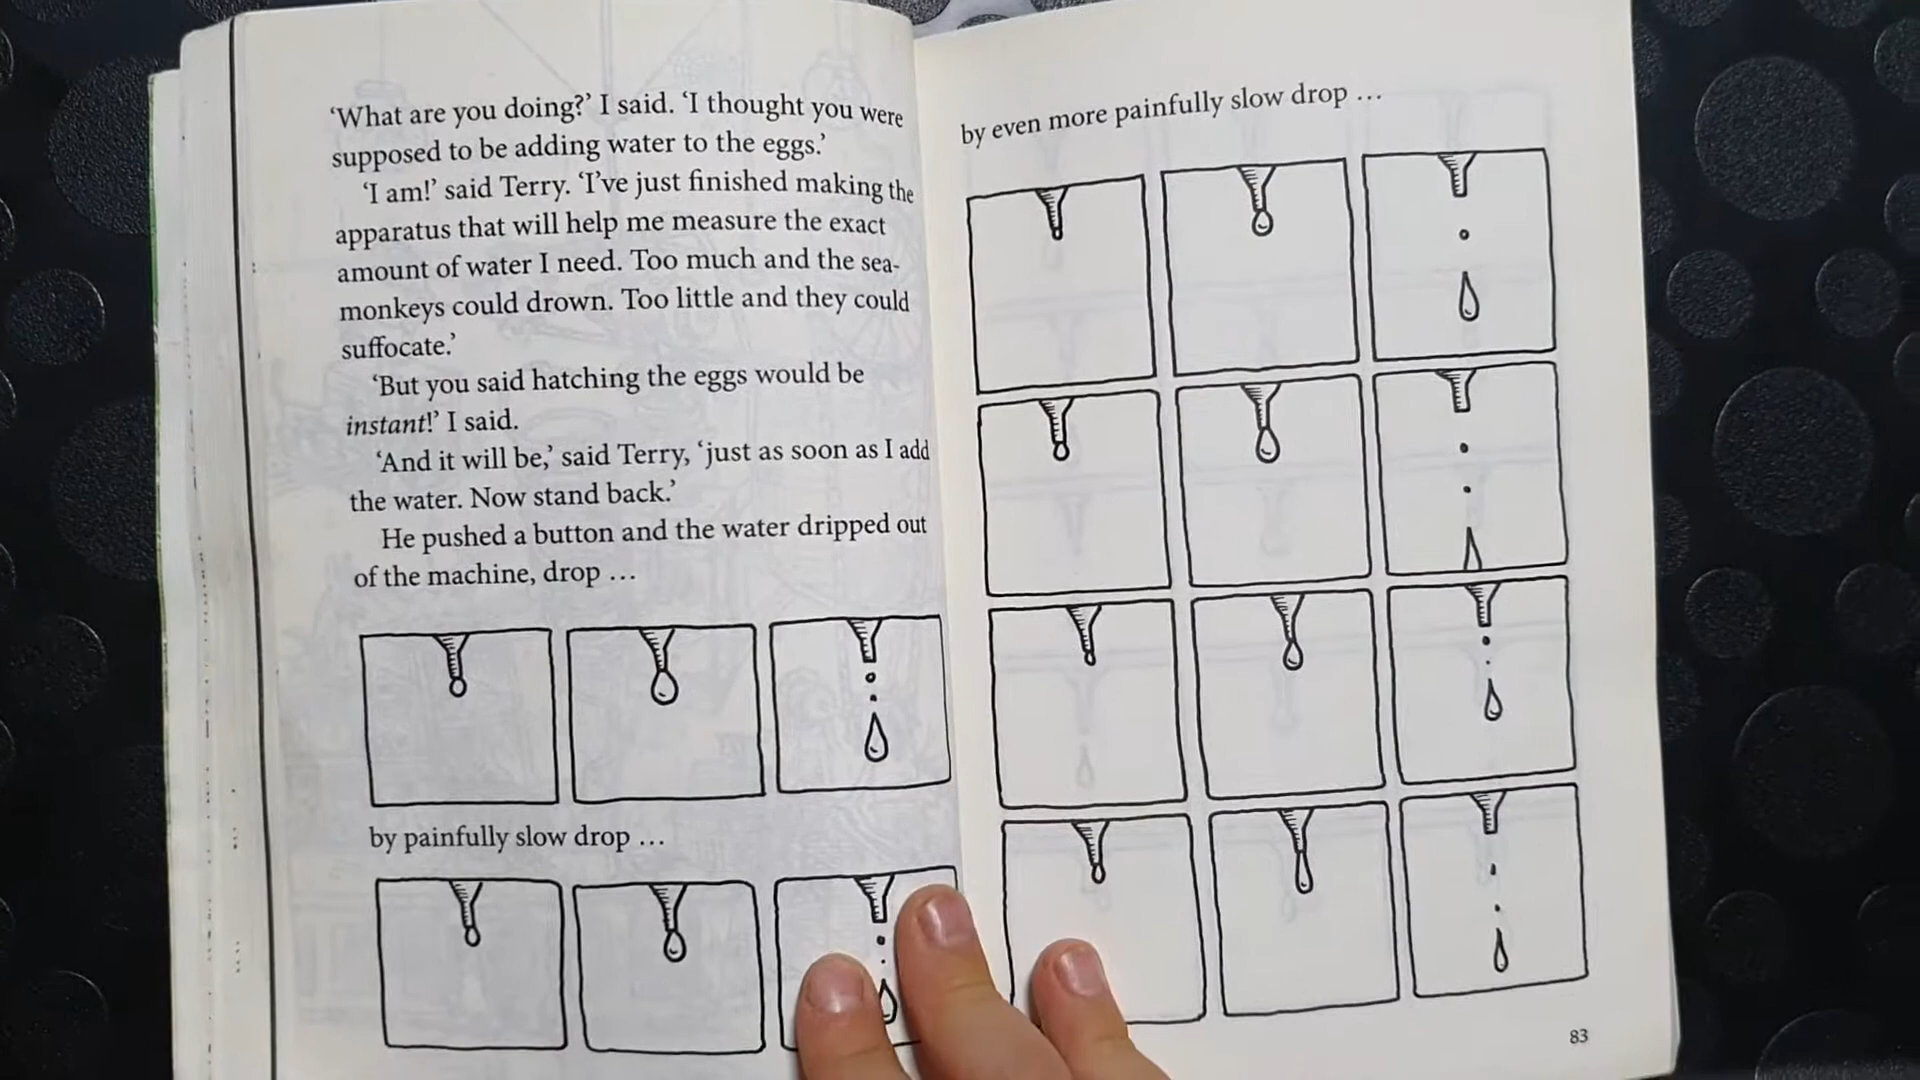 ‘What are you doing?’ I said. ‘I thought you were
supposed to be adding water to the eggs.’
‘I am!’ said Terry. ‘I’ve just finished making the
apparatus that will help me measure the exact
amount of water I need. Too much and the sea-
monkeys could drown. Too little and they could
suffocate.’
‘But you said hatching the eggs would be
instant!’ I said.
‘And it will be,’ said Terry, ‘just as soon as I add
the water. Now stand back.’
He pushed a button and the water dripped out
of the machine, drop …
by painfully slow drop …
by even more painfully slow drop …
83